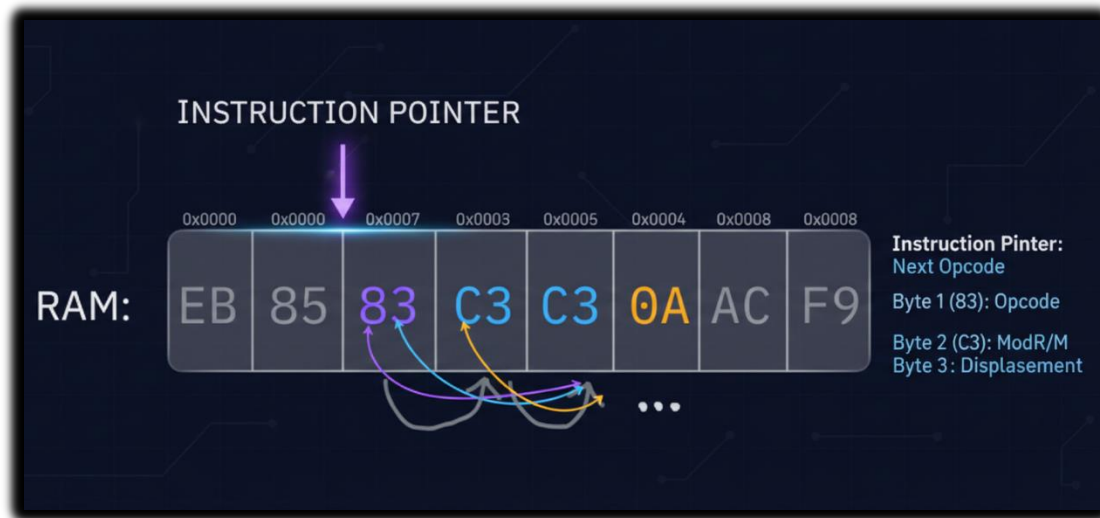 INSTRUCTION POINTER
0x0000 0x0000 0x0007 0x0003 0x0005 0x0004 0x0008 0x0008
RAM: EB 85 83 C3 C3 0A AC F9
...
Instruction Pinter:
Next Opcode
Byte 1 (83): Opcode
Byte 2 (C3): ModR/M
Byte 3: Displasement